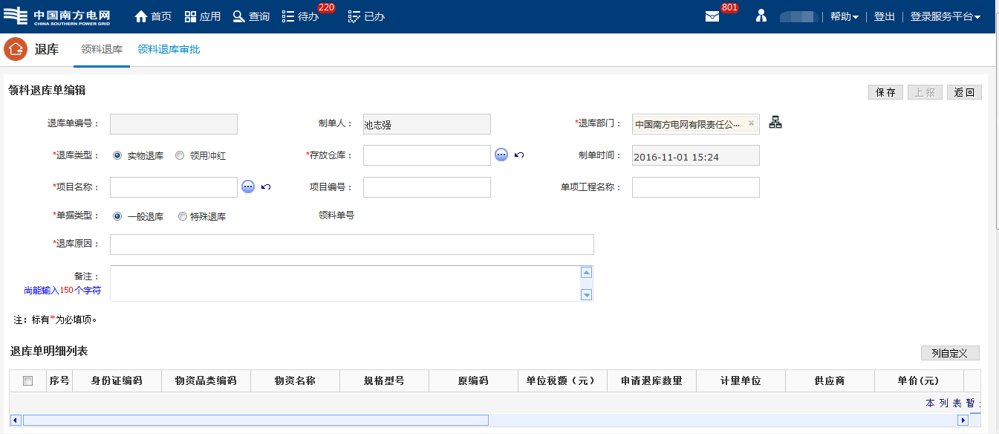 中国南方电网 首页 应用 查询 待办 220 已办 801 帮助 登出 登录服务平台
CHINA SOUTHERN POWER GRID
退库 领料退库 领料退库审批
领料退库单编辑 保存 上报 返回
退库单编号： 制单人： 池志强 *退库部门： 中国南方电网有限责任公... ×
*退库类型： 实物退库 领用冲红 *存放仓库： 制单时间： 2016-11-01 15:24
*项目名称： 项目编号： 单项工程名称：
*单据类型： 一般退库 特殊退库 领料单号
*退库原因：
备注：
尚能输入150个字符
注：标有*为必填项。
退库单明细列表 列自定义
序号 身份证编码 物资品类编码 物资名称 规格型号 原编码 单位税额（元） 申请退库数量 计量单位 供应商 单价(元)
本列表暂